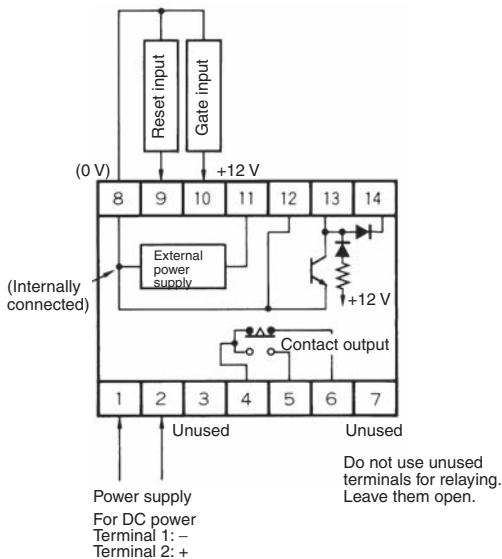 Reset input
Gate input
(0 V)
+12 V
8 9 10 11 12 13 14
External
power
supply
(Internally
connected)
+12 V
Contact output
1 2 3 4 5 6 7
Unused
Unused
Do not use unused
terminals for relaying.
Leave them open.
Power supply
For DC power
Terminal 1: −
Terminal 2: +